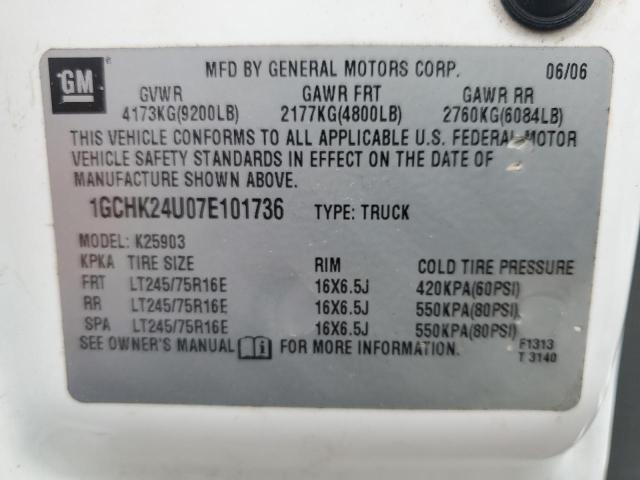 GM
MFD BY GENERAL MOTORS CORP. 06/06
GVWR GAWR FRT GAWR RR
4173KG(9200LB) 2177KG(4800LB) 2760KG(6084LB)
THIS VEHICLE CONFORMS TO ALL APPLICABLE U.S. FEDERAL MOTOR
VEHICLE SAFETY STANDARDS IN EFFECT ON THE DATE OF
MANUFACTURE SHOWN ABOVE.
1GCHK24U07E101736 TYPE: TRUCK
MODEL: K25903
KPKA TIRE SIZE RIM COLD TIRE PRESSURE
FRT LT245/75R16E 16X6.5J 420KPA(60PSI)
RR LT245/75R16E 16X6.5J 550KPA(80PSI)
SPA LT245/75R16E 16X6.5J 550KPA(80PSI)
SEE OWNER'S MANUAL i FOR MORE INFORMATION. F1313
T 3140